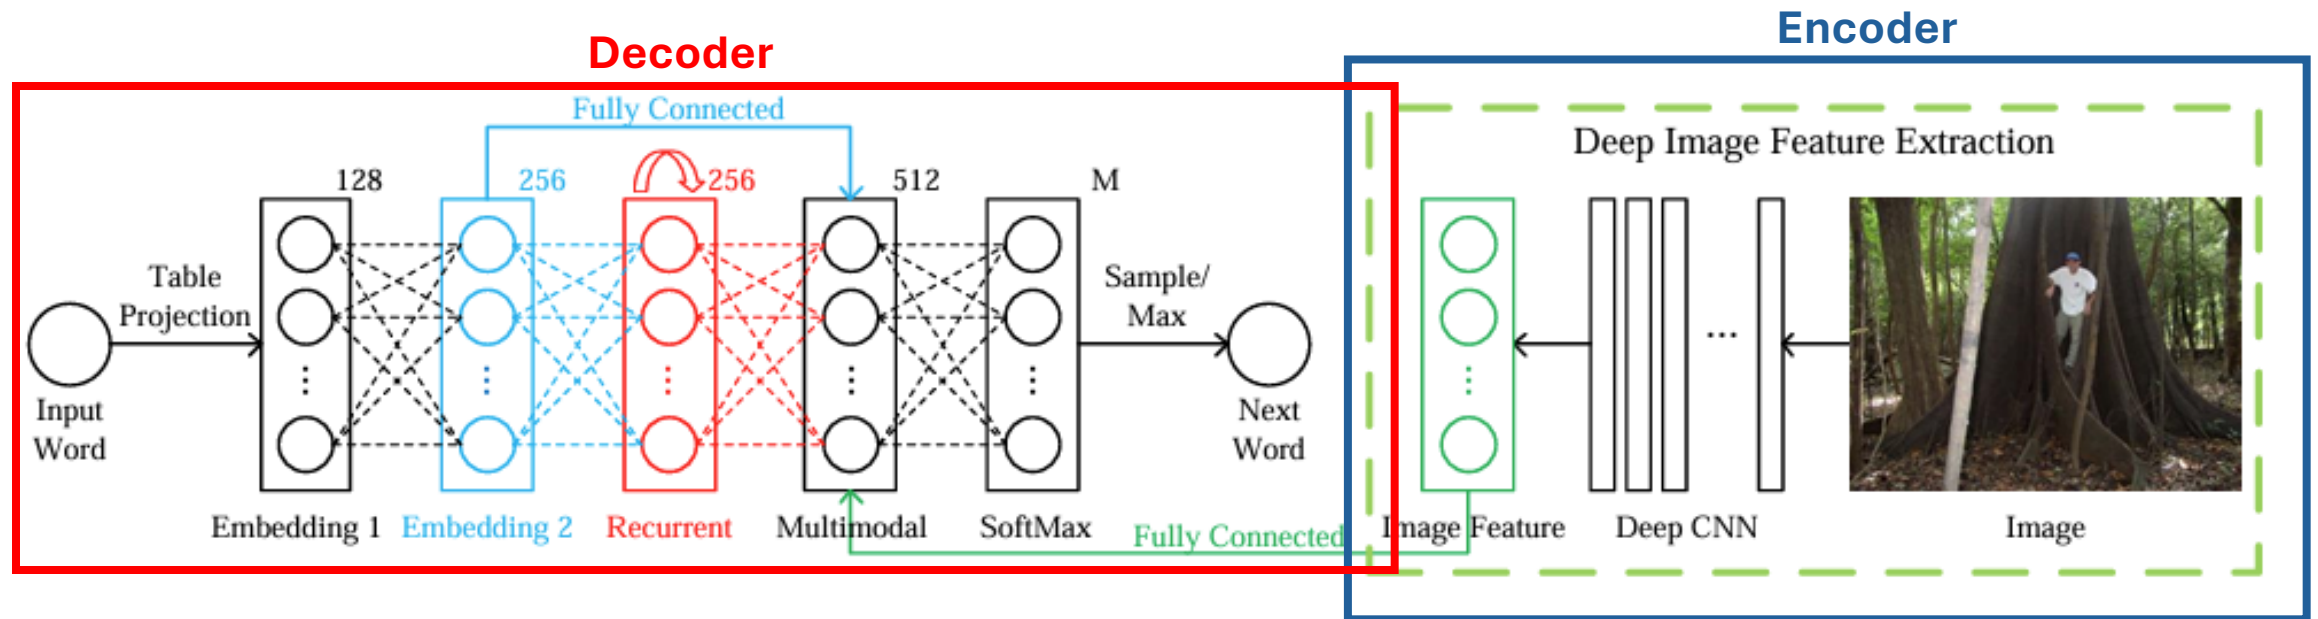 Decoder
Encoder
Fully Connected
Deep Image Feature Extraction
128
256
256
512
M
Table
Projection
Sample/
Max
...
Input
Word
Next
Word
Embedding 1
Embedding 2
Recurrent
Multimodal
SoftMax
Fully Connected
Image Feature
Deep CNN
Image